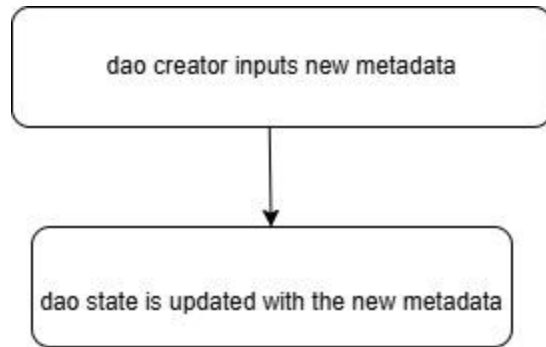 dao creator inputs new metadata
dao state is updated with the new metadata